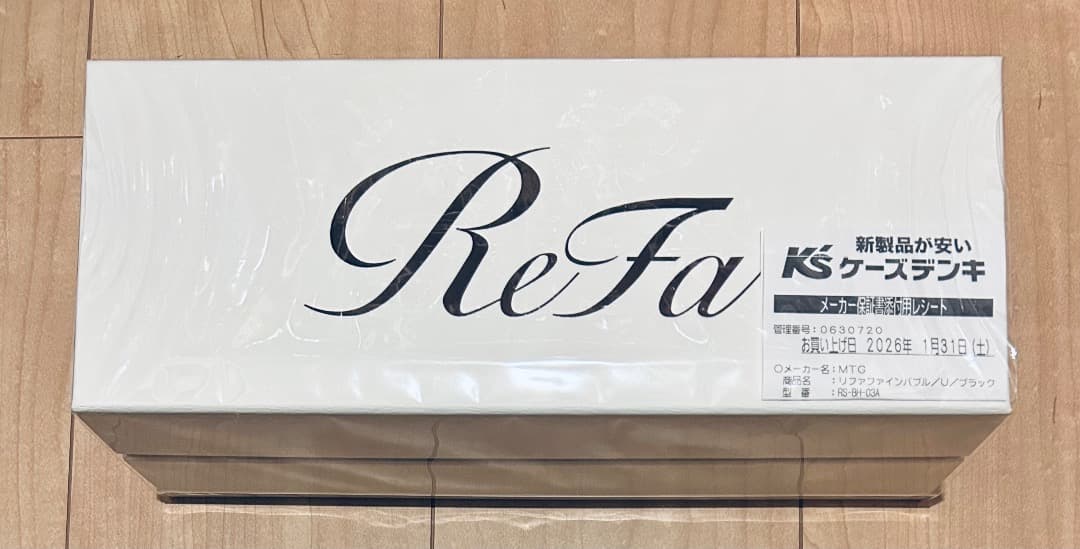 ReFa
新製品が安い
K'S ケーズデンキ
メーカー保証書添付用レシート
管理番号:0630720
お買い上げ日 2026年 1月31日(土)
〇メーカー名:MTG
商品名 :リファファインバブル/U/ブラック
型 番 :RS-BH-03A